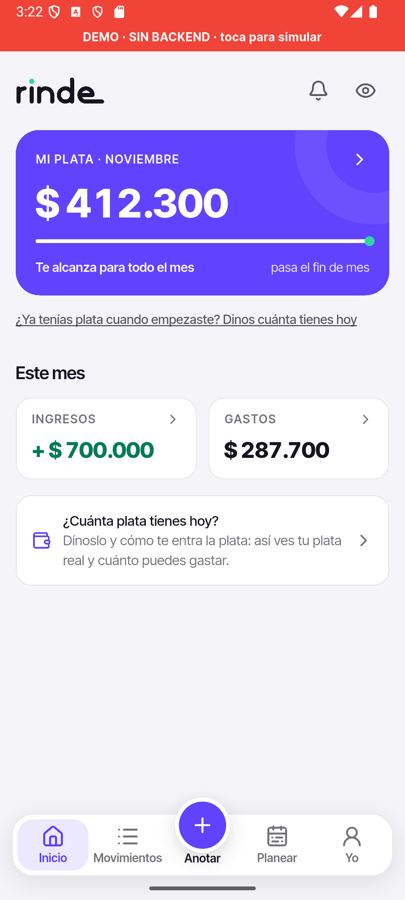 3:22
DEMO · SIN BACKEND · toca para simular
rinde
MI PLATA · NOVIEMBRE
$412.300
Te alcanza para todo el mes
pasa el fin de mes
¿Ya tenías plata cuando empezaste? Dinos cuánto tienes hoy
Este mes
INGRESOS
GASTOS
+$700.000
$287.700
¿Cuánta plata tienes hoy?
Dínoslo y cómo te entra la plata: así ves tu plata
real y cuánto puedes gastar.
Inicio
Movimientos
Anotar
Planear
Yo